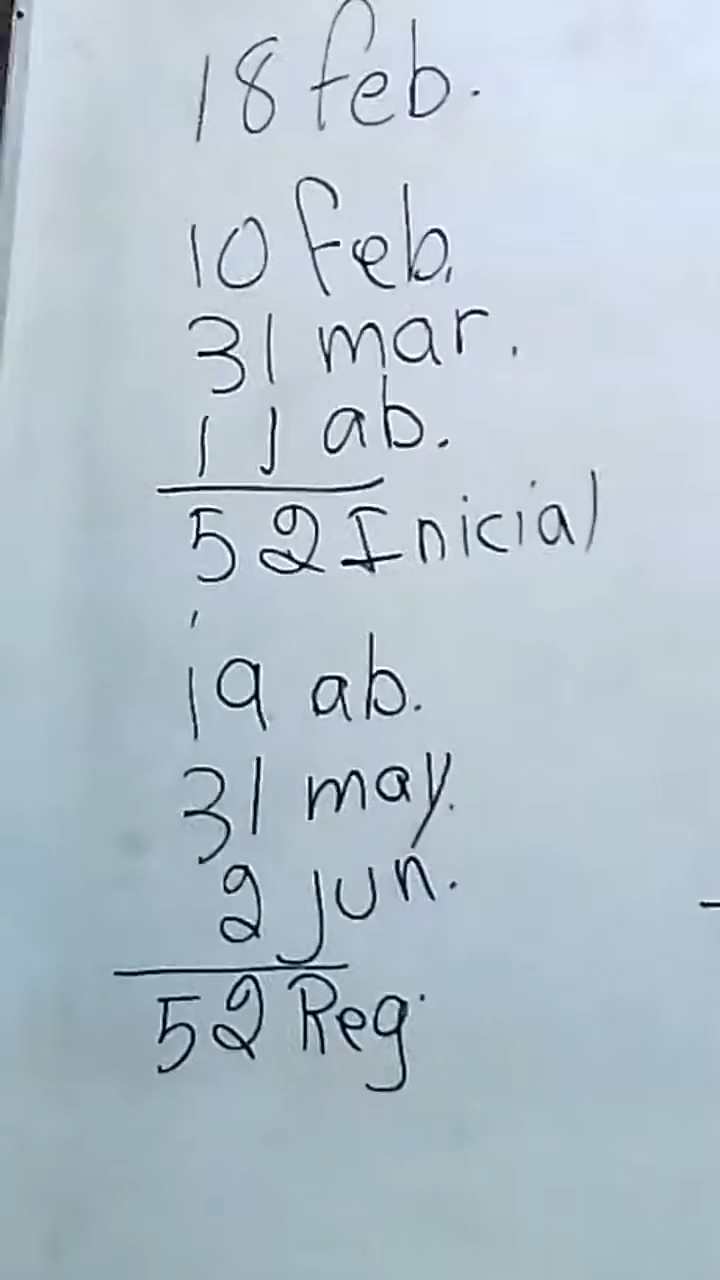 18 feb.
10 feb.
31 mar.
11 ab.
52 Inicial
19 ab.
31 may.
2 jun.
52 Reg.